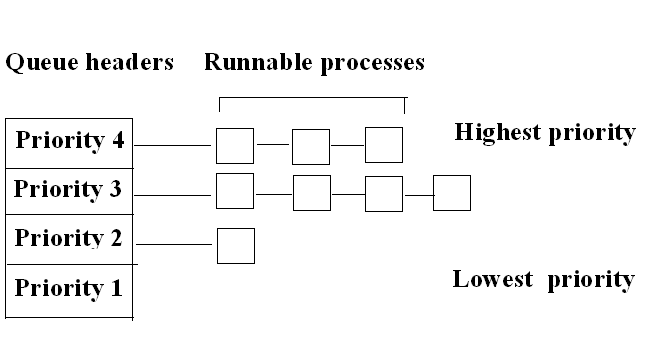 Queue headers
Runnable processes
Priority 4
Highest priority
Priority 3
Priority 2
Priority 1
Lowest priority